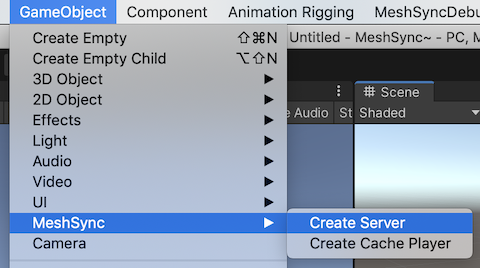 GameObject Component Animation Rigging MeshSyncDebu
Untitled - MeshSync~ - PC, M
Create Empty ⇧⌘N
Create Empty Child ⌥⇧N
3D Object ▶
2D Object ▶
Effects ▶
Light ▶
Audio ▶
Video ▶
UI ▶
MeshSync ▶
Camera
Scene
e Audio St Shaded
Create Server
Create Cache Player